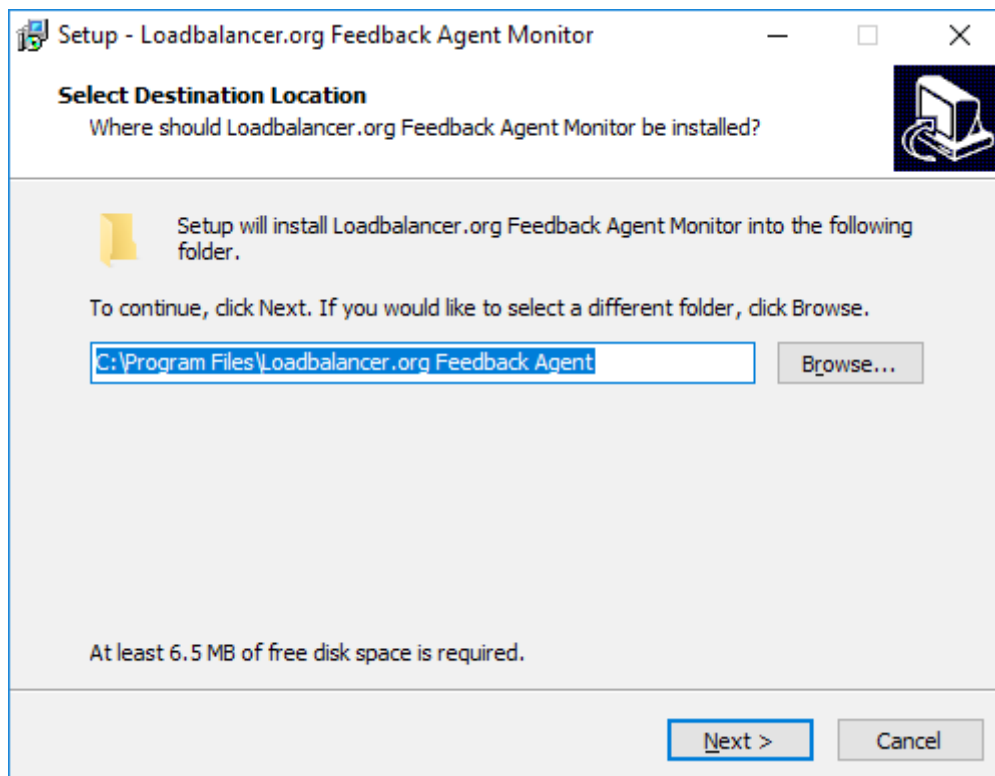 Setup - Loadbalancer.org Feedback Agent Monitor
Select Destination Location
Where should Loadbalancer.org Feedback Agent Monitor be installed?
Setup will install Loadbalancer.org Feedback Agent Monitor into the following
folder.
To continue, click Next. If you would like to select a different folder, click Browse.
C:\Program Files\Loadbalancer.org Feedback Agent
Browse...
At least 6.5 MB of free disk space is required.
Next >
Cancel